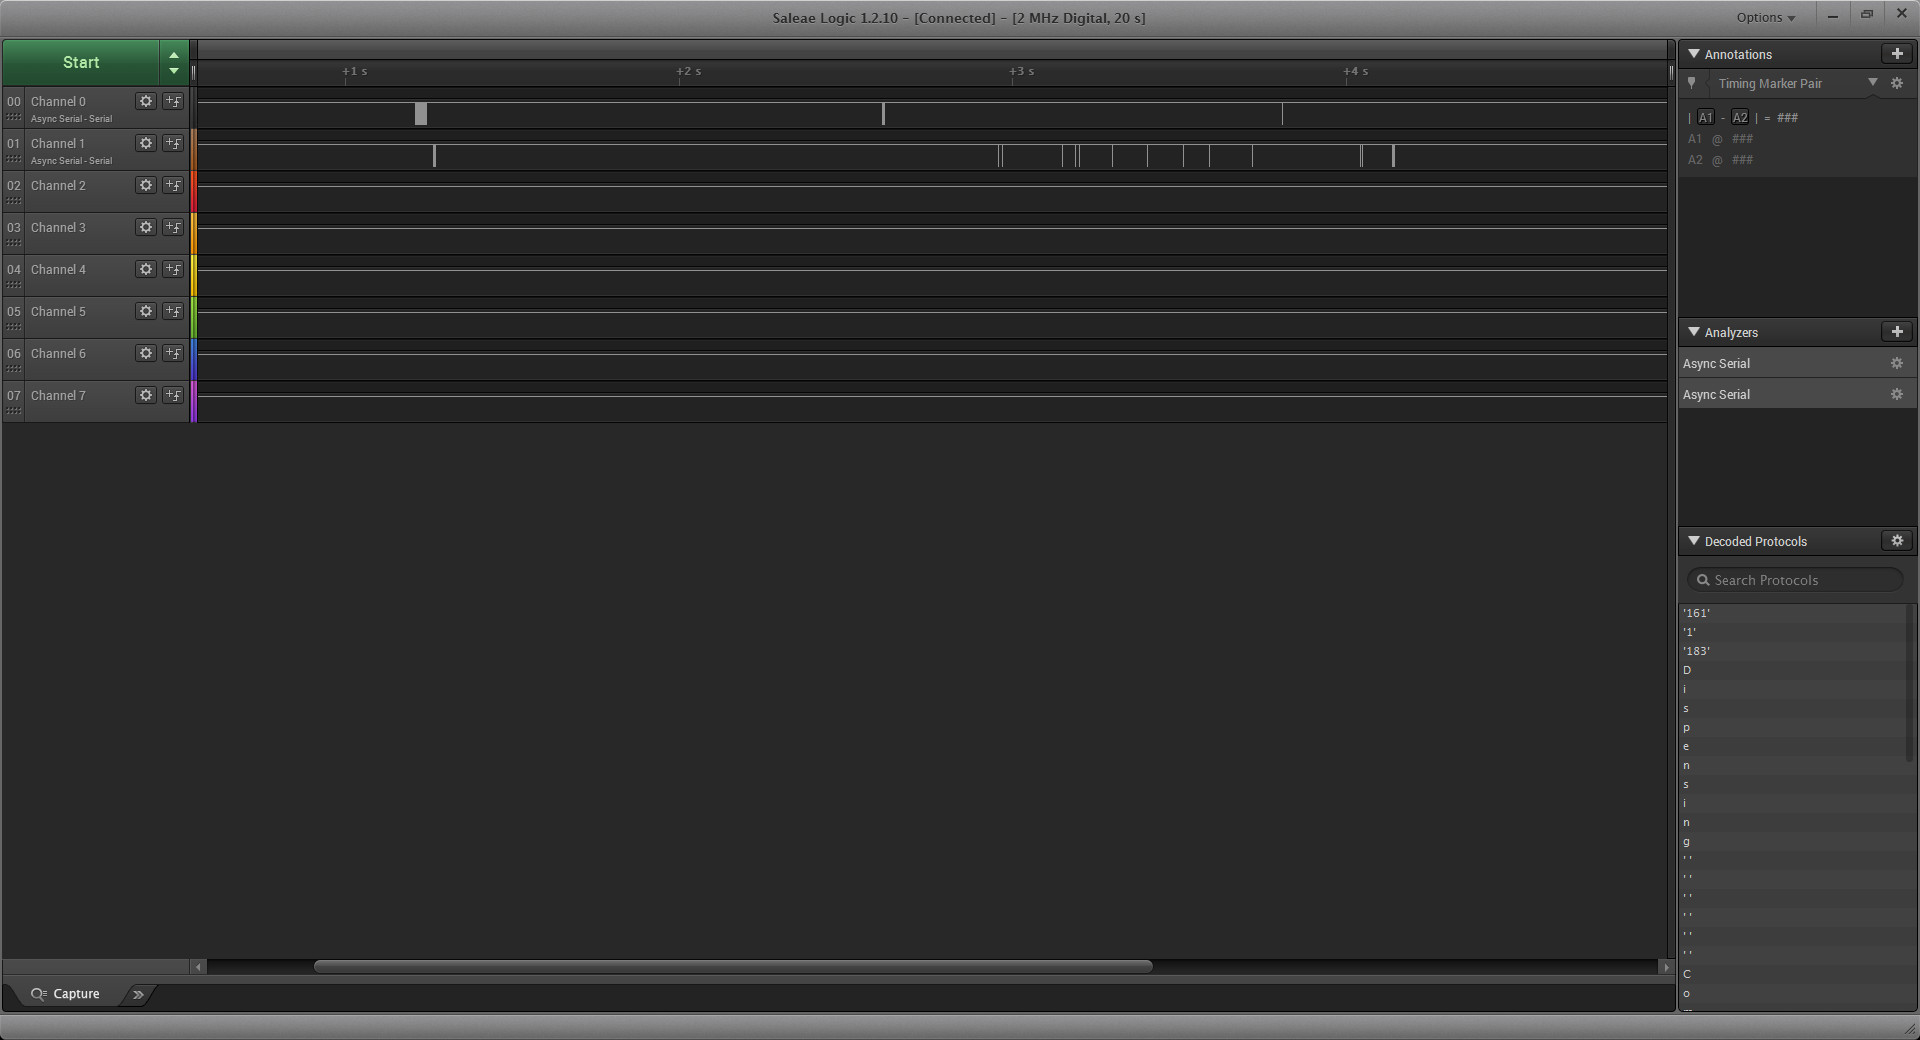 Saleae Logic 1.2.10 - [Connected] - [2 MHz Digital, 20 s]
Options
Start
+1 s
+2 s
+3 s
+4 s
00 Channel 0
Async Serial - Serial
01 Channel 1
Async Serial - Serial
02 Channel 2
03 Channel 3
04 Channel 4
05 Channel 5
06 Channel 6
07 Channel 7
Capture
Annotations
Timing Marker Pair
| A1 - A2 | = ###
A1 @ ###
A2 @ ###
Analyzers
Async Serial
Async Serial
Decoded Protocols
Search Protocols
'161'
'1'
'183'
D
i
s
p
e
n
s
i
n
g
' '
' '
' '
' '
' '
' '
C
o